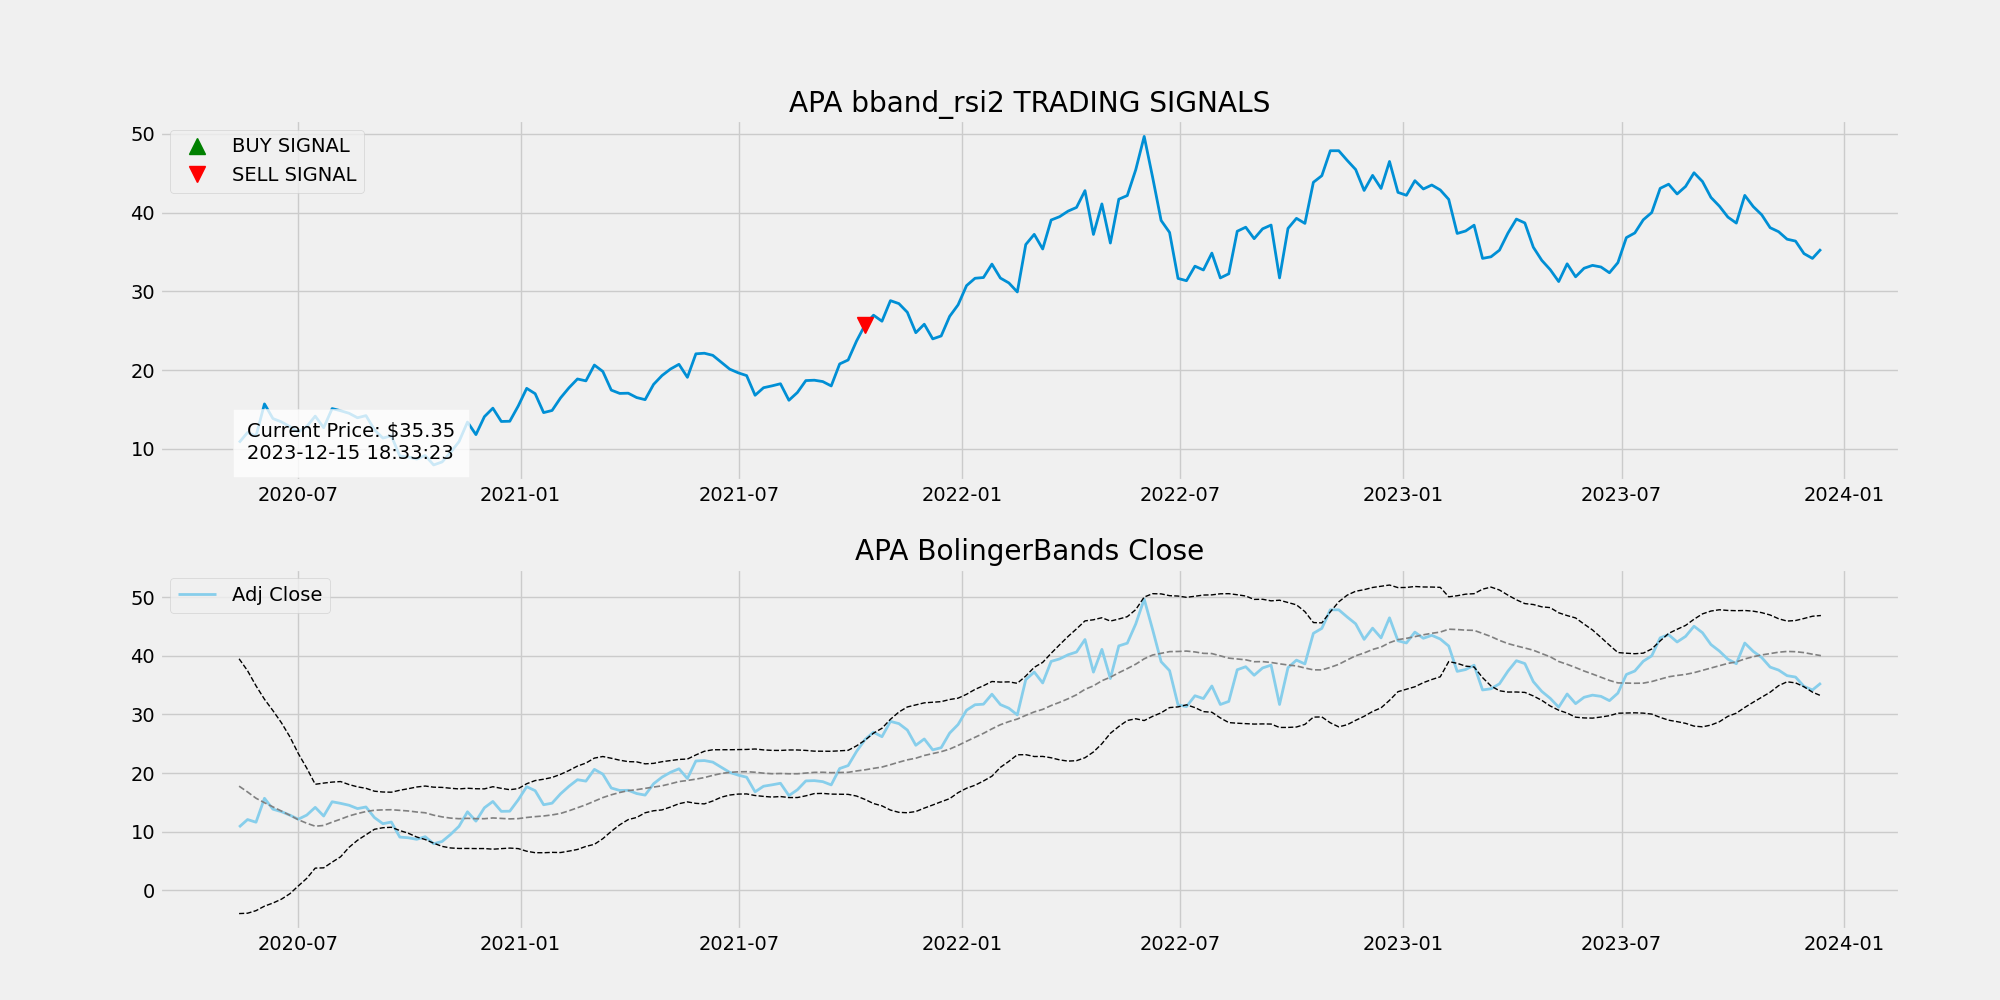 APA bband_rsi2 TRADING SIGNALS
BUY SIGNAL
SELL SIGNAL
50
40
30
20
10
Current Price: $35.35
2023-12-15 18:33:23
2020-07 2021-01 2021-07 2022-01 2022-07 2023-01 2023-07 2024-01
APA BolingerBands Close
Adj Close
50
40
30
20
10
0
2020-07 2021-01 2021-07 2022-01 2022-07 2023-01 2023-07 2024-01